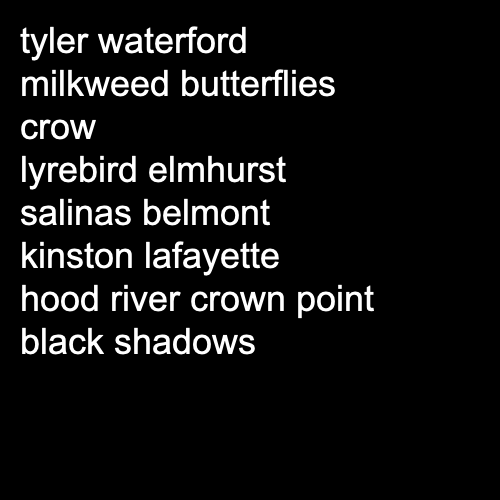 tyler waterford
milkweed butterflies
crow
lyrebird elmhurst
salinas belmont
kinston lafayette
hood river crown point
black shadows